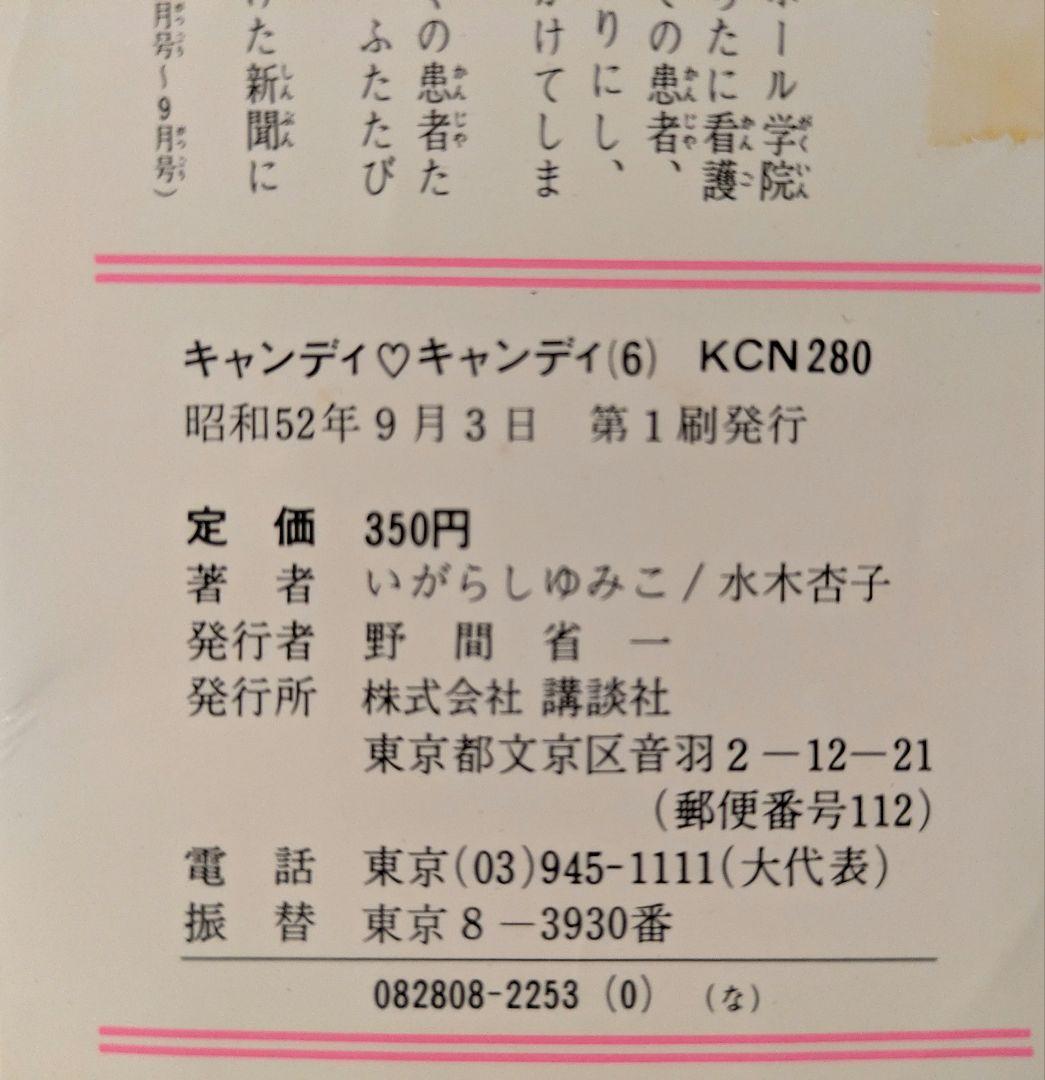 ポール学院
たに看護
の患者、
りにし、
けてしま
の患者た
ふたたび
た新聞に
月号〜9月号)
キャンディ♡キャンディ(6) KCN280
昭和52年9月3日 第1刷発行
定 価 350円
著 者 いがらしゆみこ/水木杏子
発行者 野間省一
発行所 株式会社 講談社
東京都文京区音羽2－12－21
(郵便番号112)
電 話 東京(03)945-1111(大代表)
振 替 東京8－3930番
082808-2253 (0) (な)